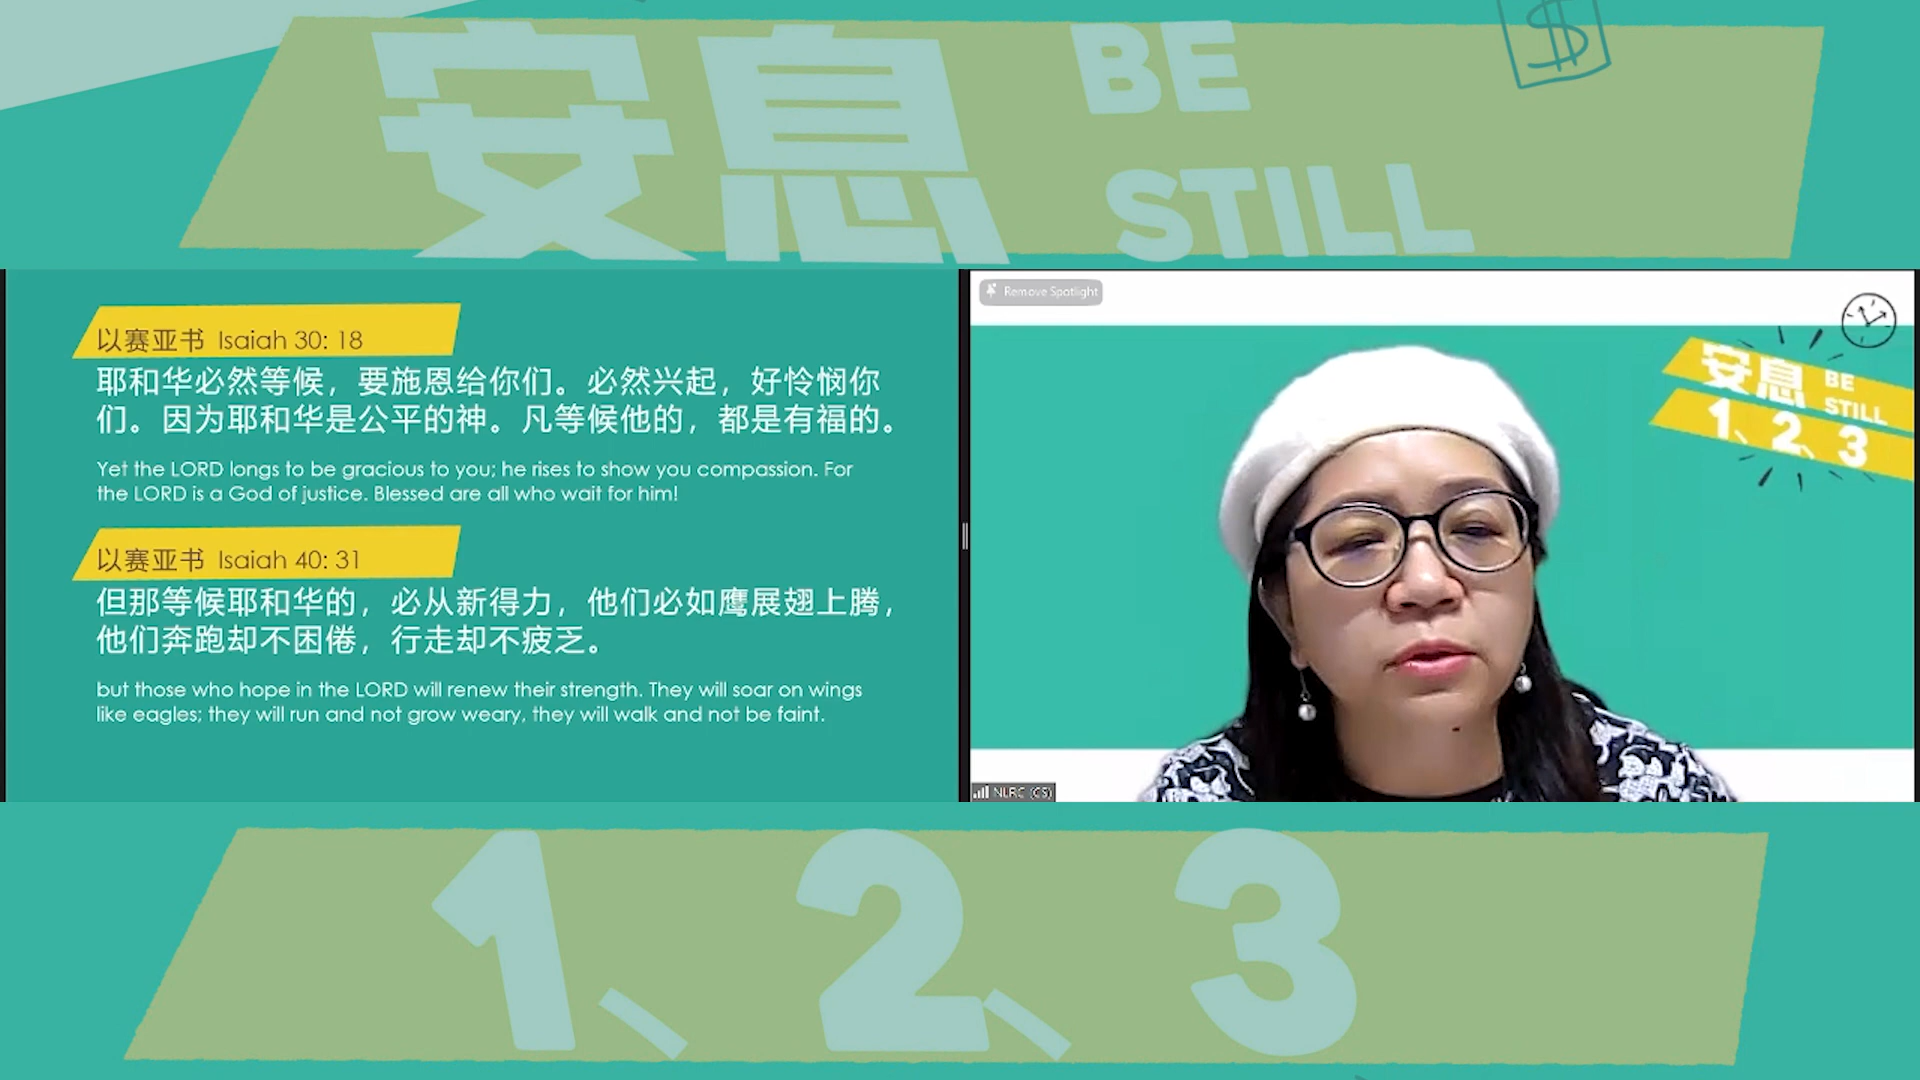 安息 BE
STILL
以赛亚书 Isaiah 30: 18
耶和华必然等候，要施恩给你们。必然兴起，好怜悯你
们。因为耶和华是公平的神。凡等候他的，都是有福的。
Yet the LORD longs to be gracious to you; he rises to show you compassion. For
the LORD is a God of justice. Blessed are all who wait for him!
以赛亚书 Isaiah 40: 31
但那等候耶和华的，必从新得力，他们必如鹰展翅上腾，
他们奔跑却不困倦，行走却不疲乏。
but those who hope in the LORD will renew their strength. They will soar on wings
like eagles; they will run and not grow weary, they will walk and not be faint.
Remove Spotlight
安息 BE
STILL
1、2、3
NLRC (CS)
1、2、3